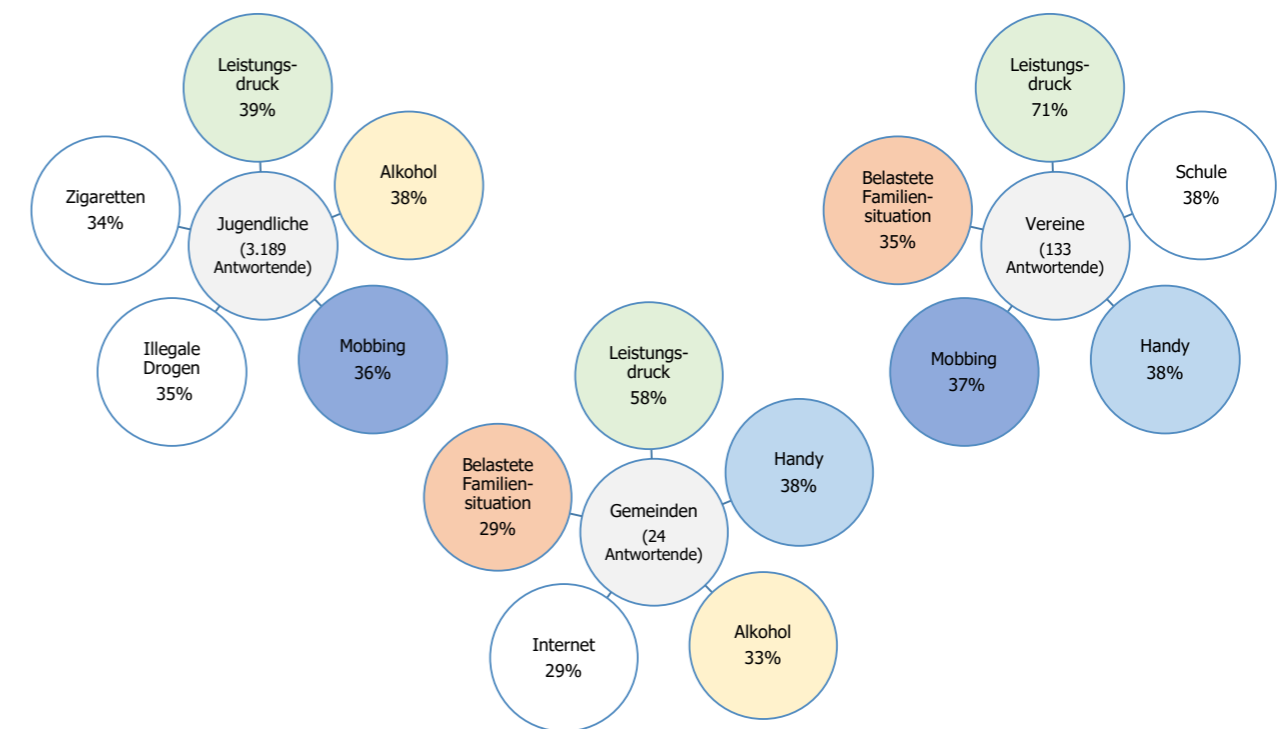 Leistungs-
druck
39%
Alkohol
38%
Mobbing
36%
Illegale
Drogen
35%
Zigaretten
34%
Jugendliche
(3.189
Antwortende)
Leistungs-
druck
71%
Schule
38%
Handy
38%
Mobbing
37%
Belastete
Familien-
situation
35%
Vereine
(133
Antwortende)
Leistungs-
druck
58%
Handy
38%
Alkohol
33%
Internet
29%
Belastete
Familien-
situation
29%
Gemeinden
(24
Antwortende)